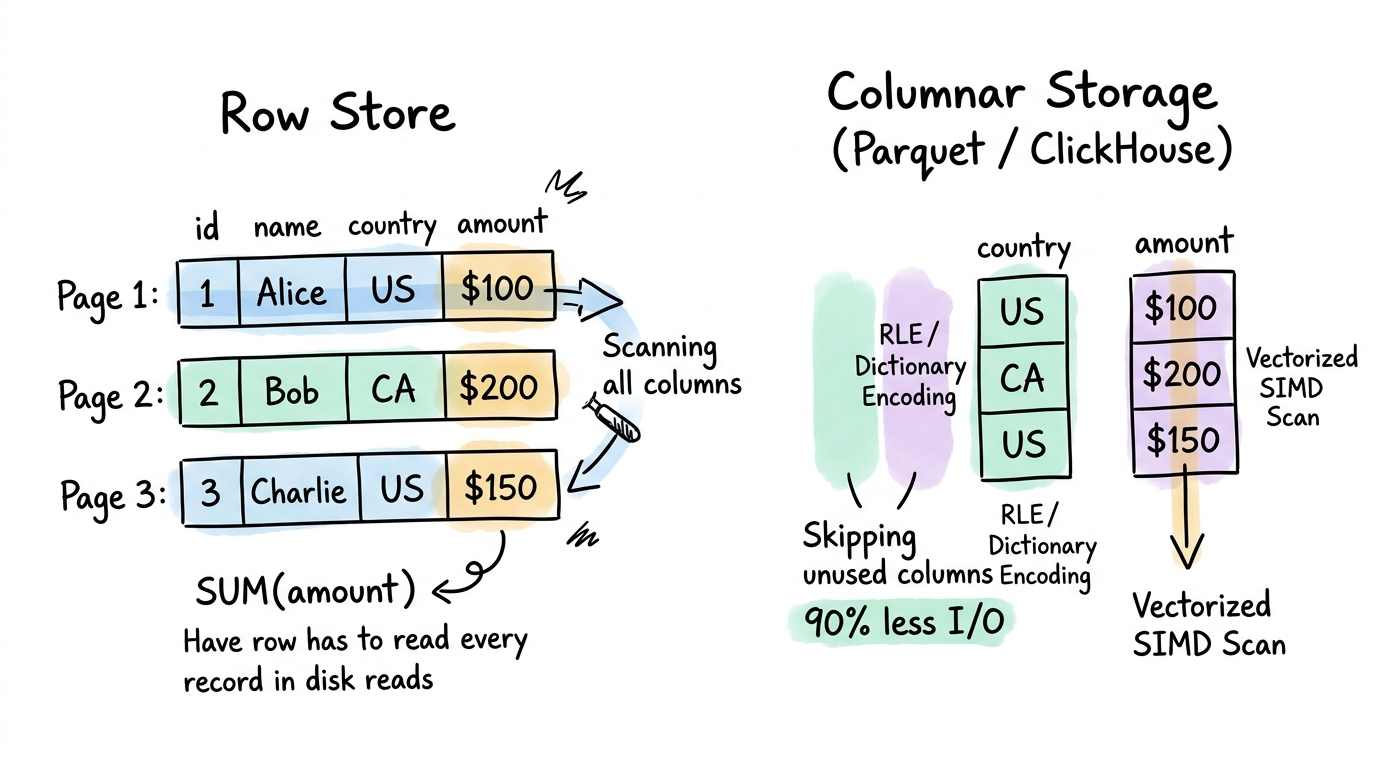 Row Store
id name country amount
Page 1: 1 Alice US $100
Page 2: 2 Bob CA $200
Page 3: 3 Charlie US $150
Scanning
all columns
SUM(amount)
Have row has to read every
record in disk reads
Columnar Storage
(Parquet / ClickHouse)
RLE /
Dictionary
Encoding
country
US
CA
US
amount
$100
$200
$150
Vectorized
SIMD
Scan
Skipping
unused columns
90% less I/O
RLE /
Dictionary
Encoding
Vectorized
SIMD Scan